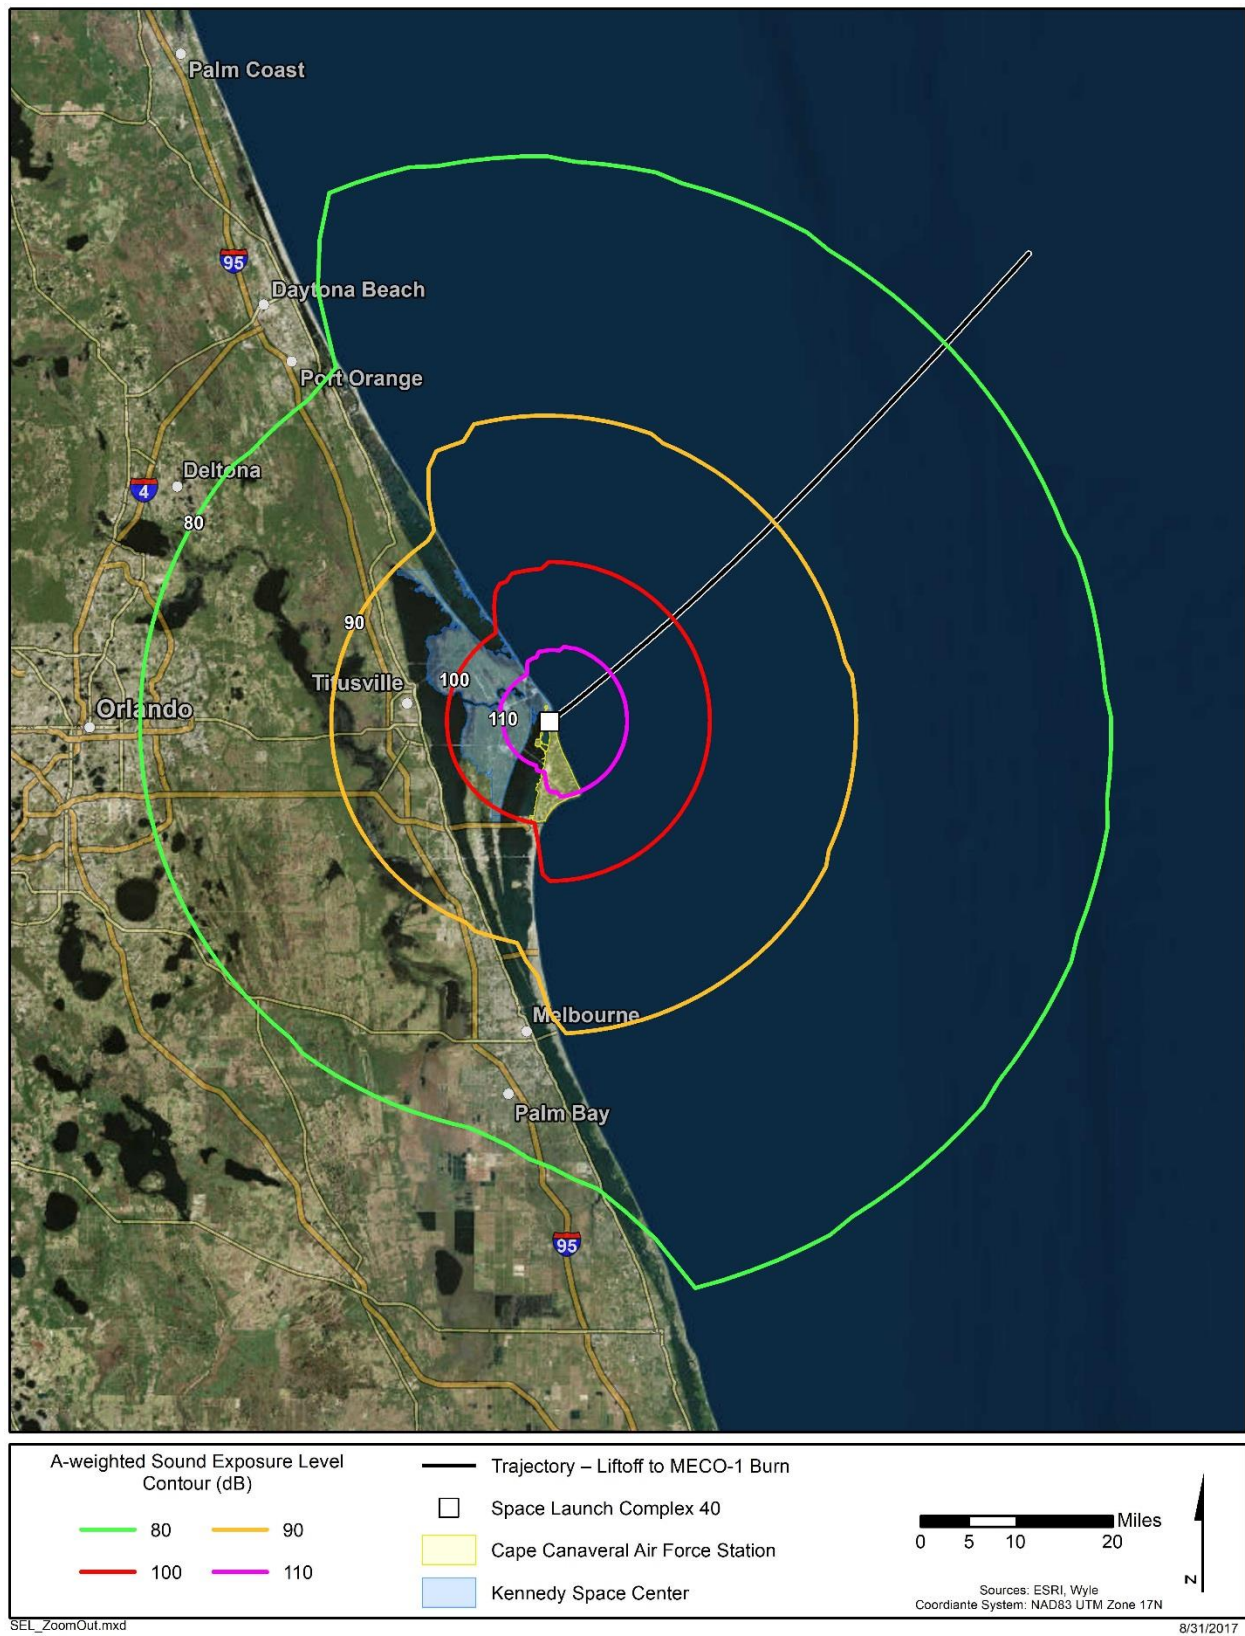 Palm Coast
95
Daytona Beach
Port Orange
Deltona
4
80
90
Titusville
100
110
Orlando
Melbourne
Palm Bay
95
A-weighted Sound Exposure Level
Contour (dB)
80
90
100
110
Trajectory – Liftoff to MECO-1 Burn
Space Launch Complex 40
Cape Canaveral Air Force Station
Kennedy Space Center
Miles
0 5 10 20
N
Sources: ESRI, Wyle
Coordiante System: NAD83 UTM Zone 17N
SEL_ZoomOut.mxd
8/31/2017